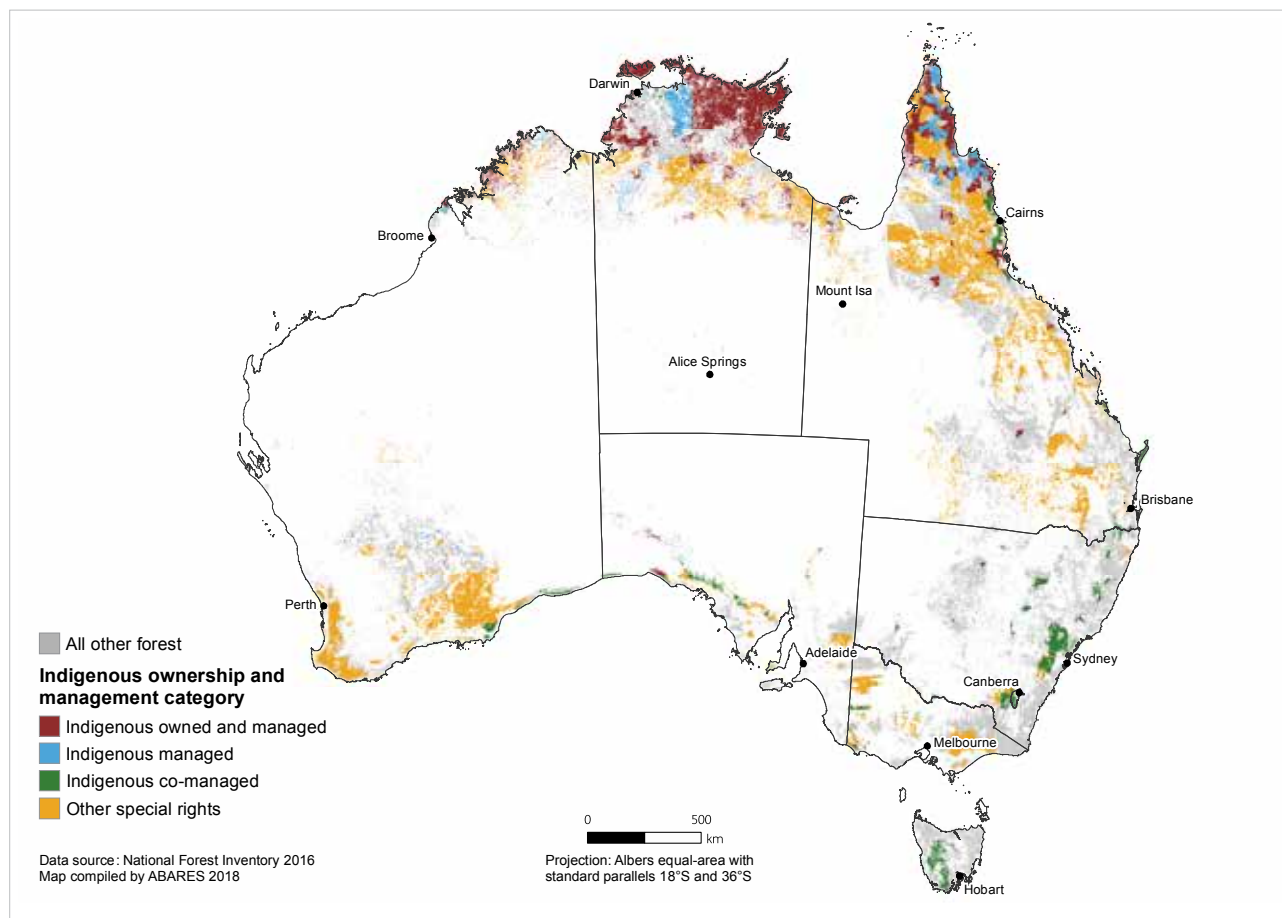 Darwin
Cairns
Broome
Mount Isa
Alice Springs
Brisbane
Perth
Adelaide
Sydney
Canberra
Melbourne
Hobart
All other forest
Indigenous ownership and
management category
Indigenous owned and managed
Indigenous managed
Indigenous co-managed
Other special rights
0 500
km
Data source: National Forest Inventory 2016
Map compiled by ABARES 2018
Projection: Albers equal-area with
standard parallels 18°S and 36°S